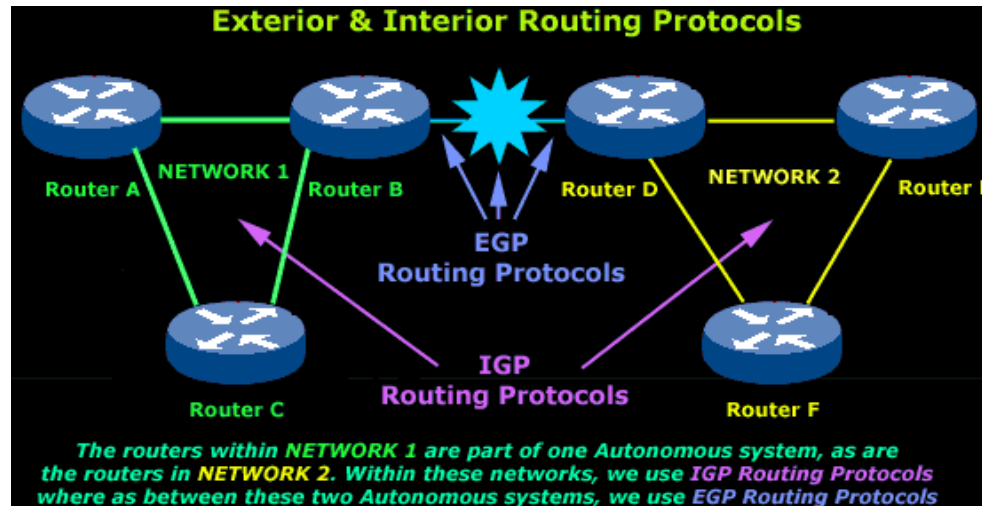 Exterior & Interior Routing Protocols
NETWORK 1
NETWORK 2
Router A
Router B
Router D
Router
EGP
Routing Protocols
IGP
Routing Protocols
Router C
Router F
The routers within NETWORK 1 are part of one Autonomous system, as are
the routers in NETWORK 2. Within these networks, we use IGP Routing Protocols
where as between these two Autonomous systems, we use EGP Routing Protocols